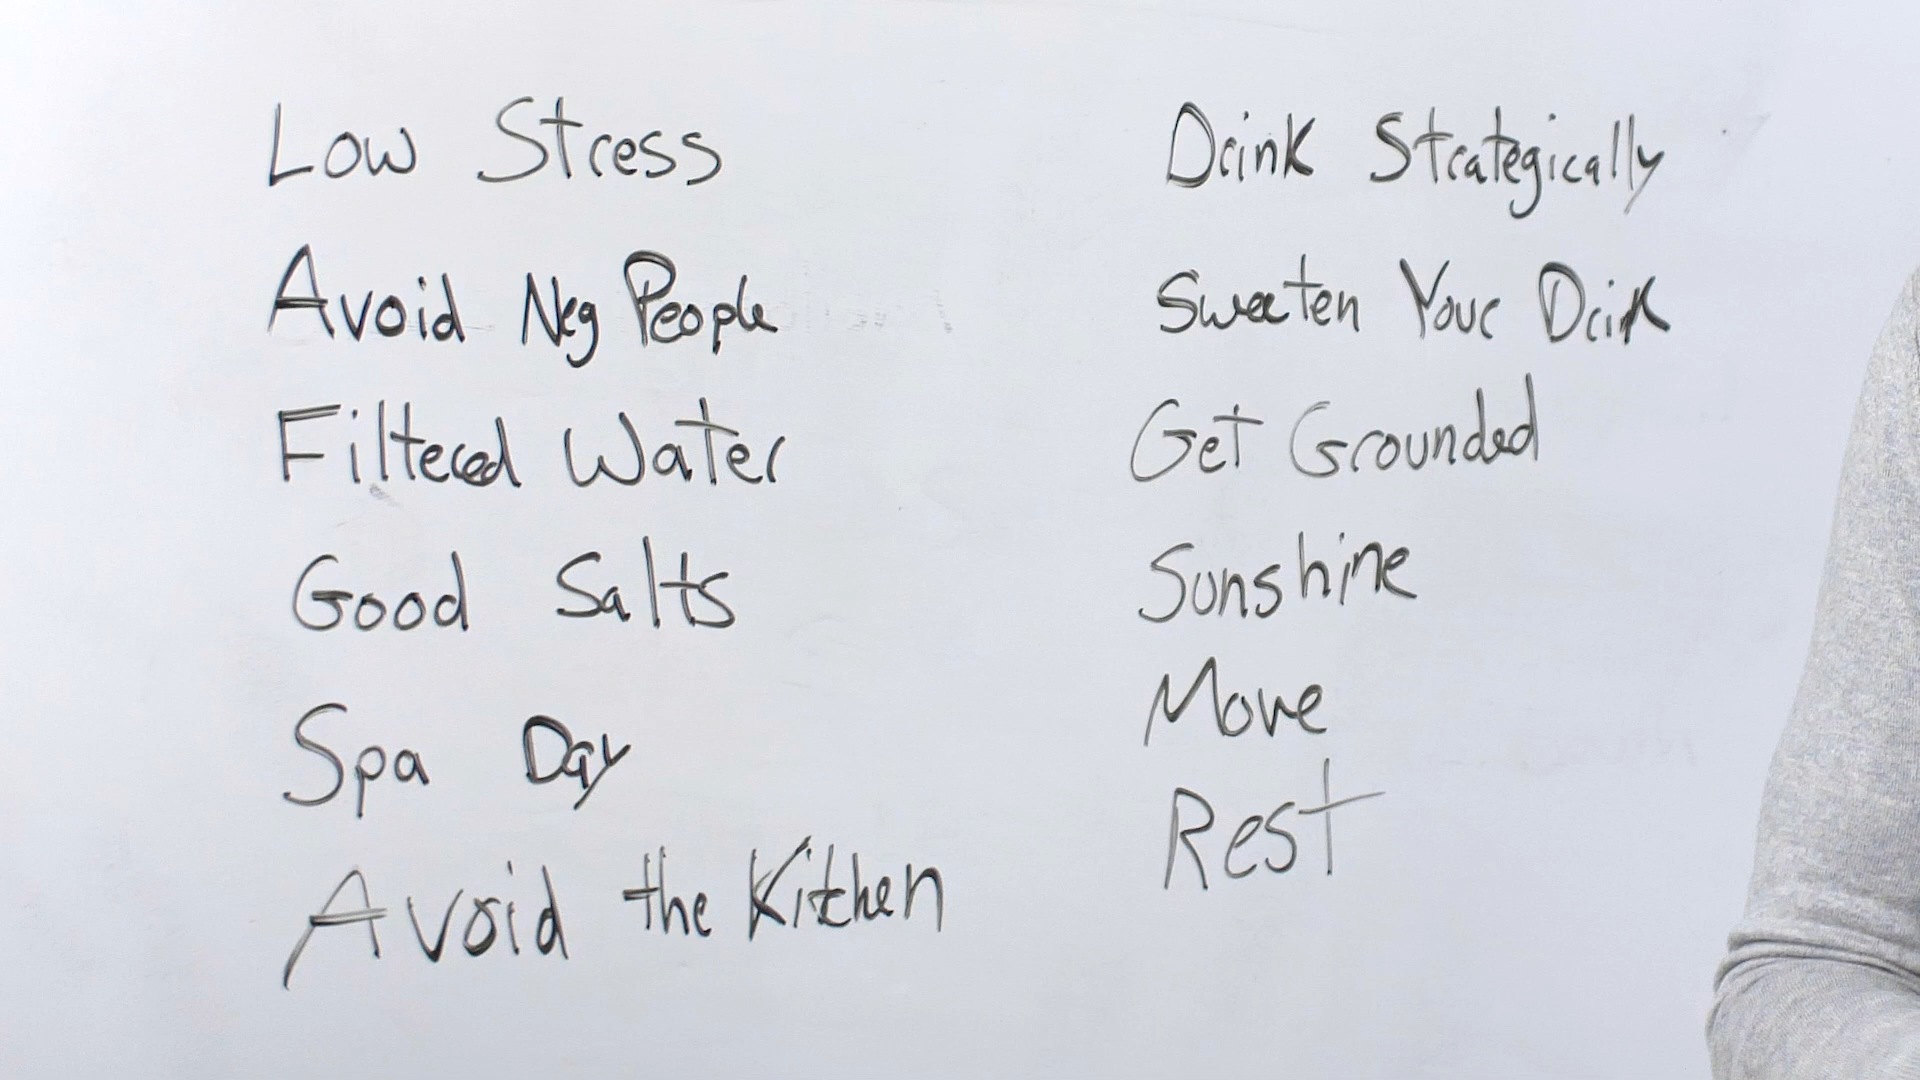 Low Stress
Avoid Neg People
Filtered Water
Good Salts
Spa Day
Avoid the Kitchen
Drink Strategically
Sweeten Your Drink
Get Grounded
Sunshine
Move
Rest